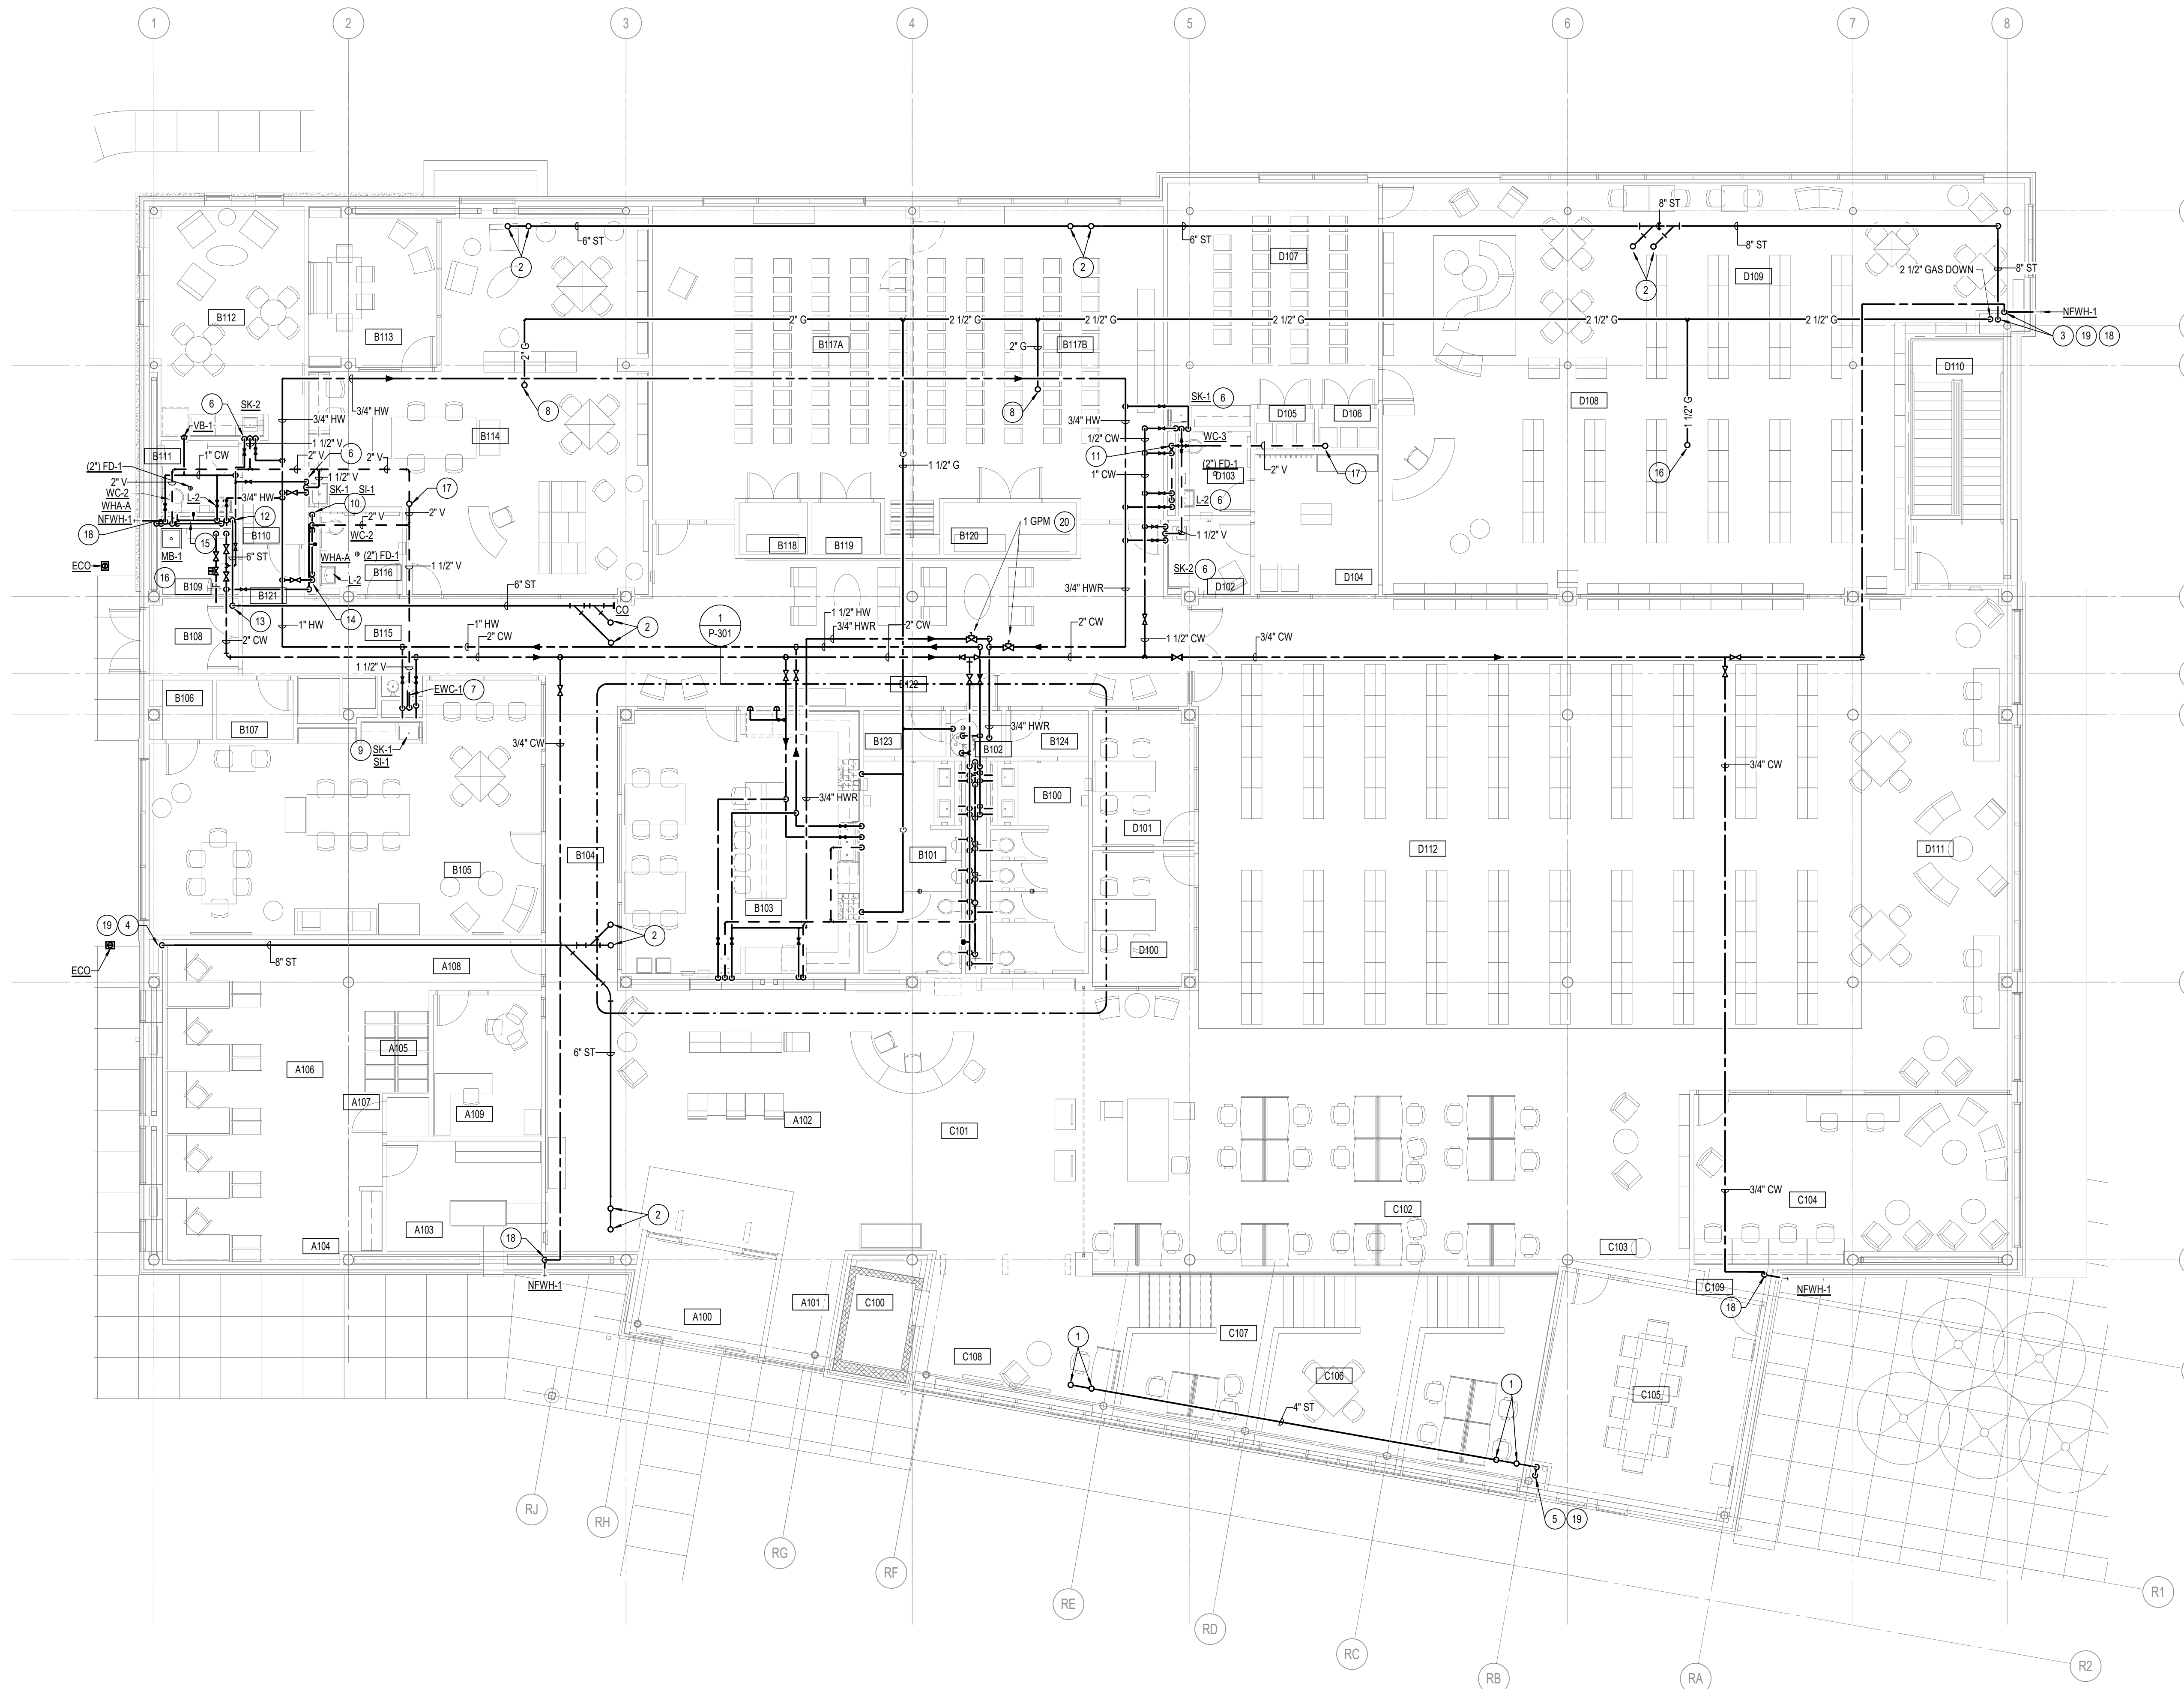 1
2
3
4
5
6
7
8
8" ST
6" ST
6" ST
8" ST
2
2
2
D107
D109
8" ST
2 1/2" GAS DOWN
NFWH-1
3
19
18
B112
B113
2" G
2 1/2" G
2 1/2" G
2 1/2" G
2 1/2" G
2 1/2" G
2" G
2" G
B117A
B117B
D110
8
8
6
SK-2
3/4" HW
3/4" HW
VB-1
1 1/2" V
B114
SK-1
6
D105
D106
D108
3/4" HW
1/2" CW
WC-3
1 1/2" G
B111
1" CW
2" V
2" V
6
(2") FD-1
2" V
1 1/2" V
WC-2
L-2
3/4" HW
SK-1
SI-1
17
11
1 1/2" G
1" CW
(2") FD-1
D103
2" V
17
16
WHA-A
10
L-2
6
NFWH-1
12
2" V
2" V
18
15
B110
WC-2
1 GPM
20
MB-1
6" ST
WHA-A
(2") FD-1
B118
B119
B120
1 1/2" V
ECO
16
B109
B121
L-2
B116
1 1/2" V
SK-2
6
D102
D104
14
6" ST
CO
3/4" HWR
13
1" HW
B108
2" CW
B115
1" HW
2" CW
2
1
P-301
1 1/2" HW
3/4" HWR
2" CW
2" CW
1 1/2" CW
3/4" CW
1 1/2" V
EWC-1
7
B122
B106
B107
9
SK-1
SI-1
3/4" CW
B123
B102
B124
3/4" HWR
3/4" CW
3/4" HWR
B100
D101
B105
B104
B101
D112
D111
B103
19
4
2
D100
8" ST
A108
ECO
6" ST
A105
A106
A107
A109
A102
C101
3/4" CW
C104
2
C102
A104
A103
18
C103
NFWH-1
C109
NFWH-1
18
A100
A101
C100
C107
1
C108
C106
1
C105
4" ST
5
19
RJ
RH
RG
RF
RE
RD
RC
RB
RA
R1
R2